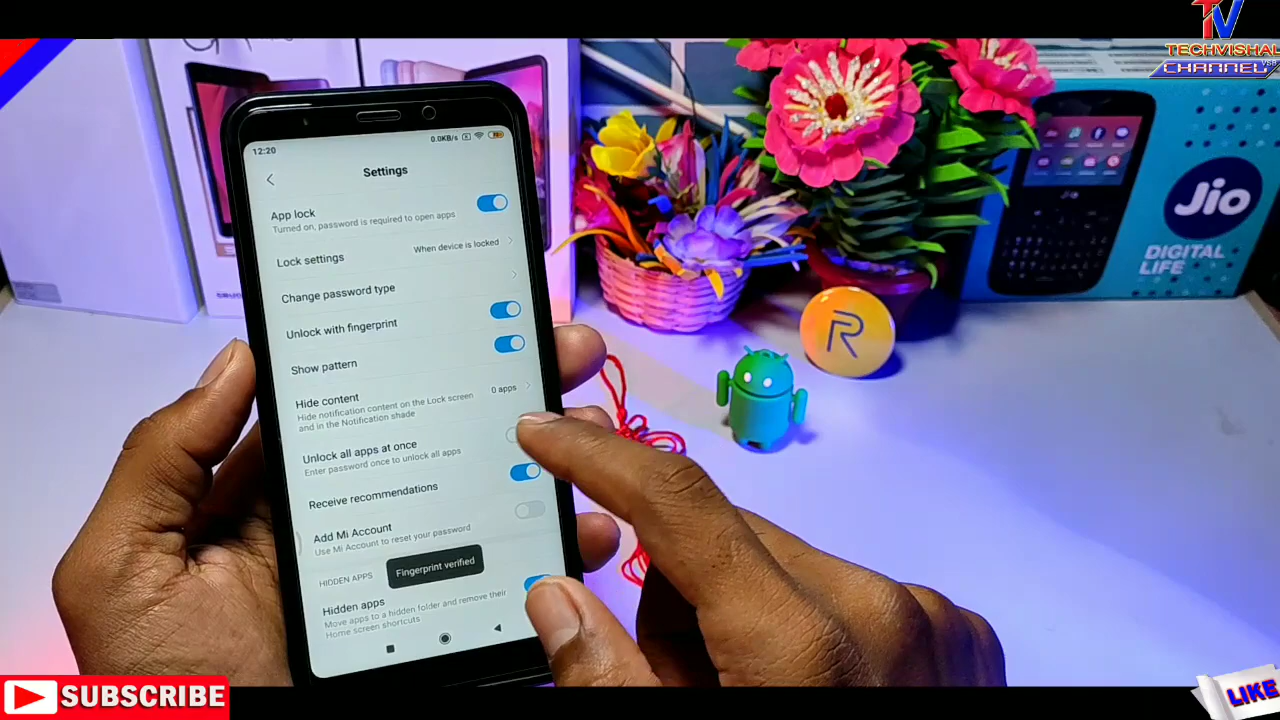 TV
TECHVISHAL
CHANNEL
VSB
12:20
0.0KB/s
Settings
App lock
Turned on, password is required to open apps
Lock settings
When device is locked
Change password type
Unlock with fingerprint
Show pattern
Hide content
0 apps
Hide notification content on the Lock screen
and in the Notification shade
Unlock all apps at once
Enter password once to unlock all apps
Receive recommendations
Add Mi Account
Use Mi Account to reset your password
Fingerprint verified
HIDDEN APPS
Hidden apps
Move apps to a hidden folder and remove their
Home screen shortcuts
R
Jio
Jio
DIGITAL
LIFE
SUBSCRIBE
LIKE